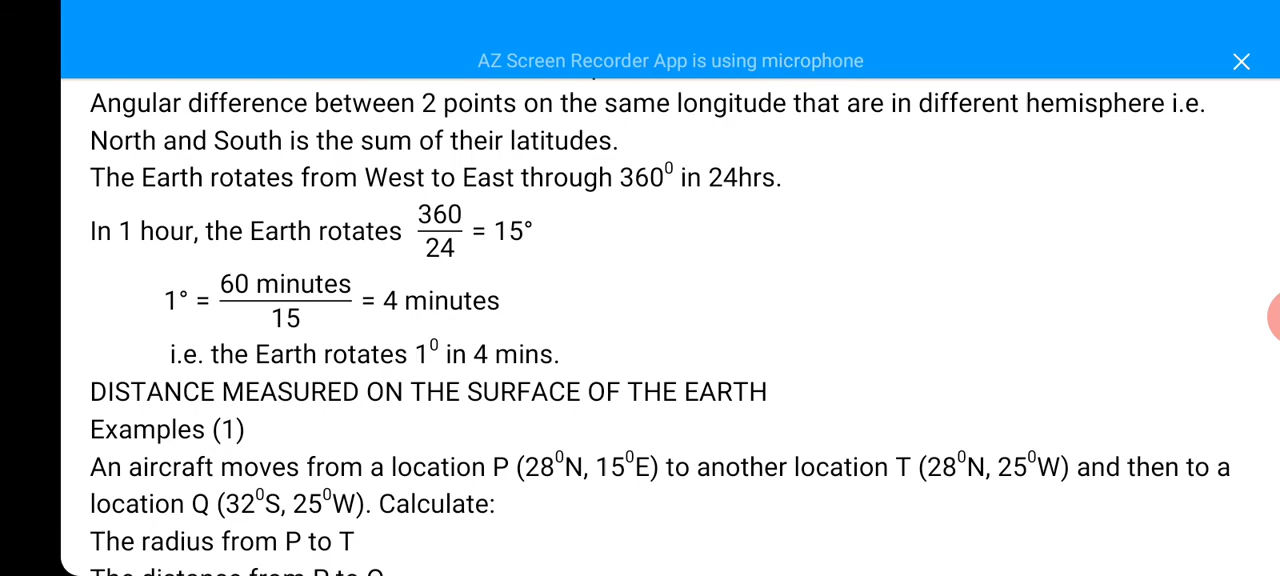 AZ Screen Recorder App is using microphone
Angular difference between 2 points on the same longitude that are in different hemisphere i.e.
North and South is the sum of their latitudes.
The Earth rotates from West to East through 360⁰ in 24hrs.
In 1 hour, the Earth rotates 360/24 = 15°
1° = 60 minutes/15 = 4 minutes
i.e. the Earth rotates 1⁰ in 4 mins.
DISTANCE MEASURED ON THE SURFACE OF THE EARTH
Examples (1)
An aircraft moves from a location P (28⁰N, 15⁰E) to another location T (28⁰N, 25⁰W) and then to a
location Q (32⁰S, 25⁰W). Calculate:
The radius from P to T
The distance from